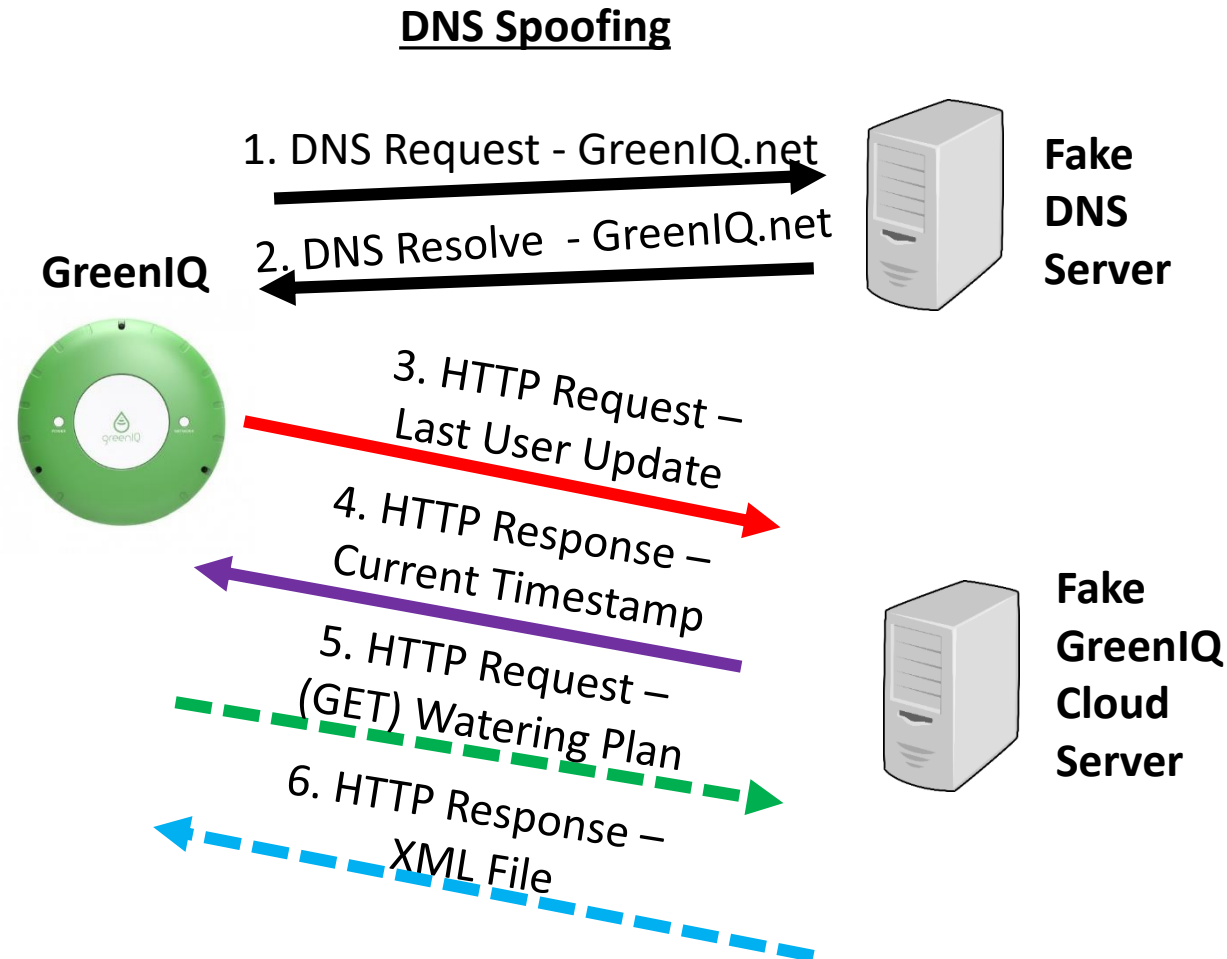 DNS Spoofing
1. DNS Request - GreenIQ.net
2. DNS Resolve - GreenIQ.net
Fake
DNS
Server
GreenIQ
greenIQ
3. HTTP Request –
Last User Update
4. HTTP Response –
Current Timestamp
5. HTTP Request –
(GET) Watering Plan
6. HTTP Response –
XML File
Fake
GreenIQ
Cloud
Server